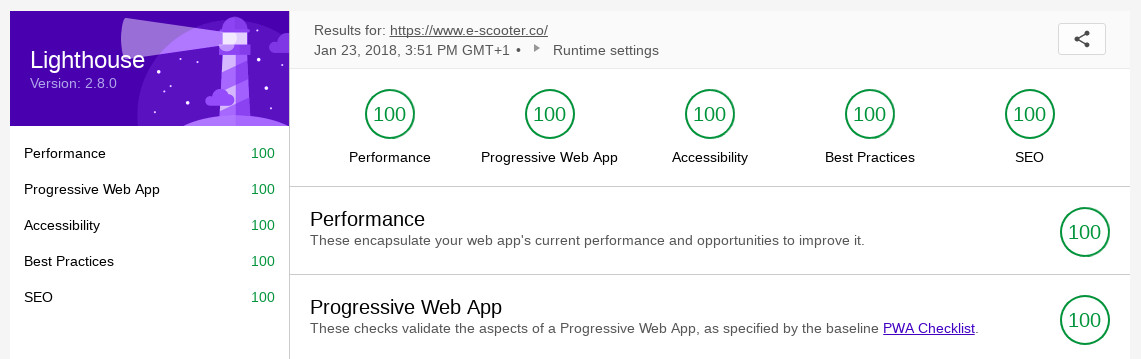 Lighthouse
Version: 2.8.0
Performance 100
Progressive Web App 100
Accessibility 100
Best Practices 100
SEO 100
Results for: https://www.e-scooter.co/
Jan 23, 2018, 3:51 PM GMT+1 • Runtime settings
100 100 100 100 100
Performance Progressive Web App Accessibility Best Practices SEO
Performance
These encapsulate your web app's current performance and opportunities to improve it.
100
Progressive Web App
These checks validate the aspects of a Progressive Web App, as specified by the baseline PWA Checklist.
100